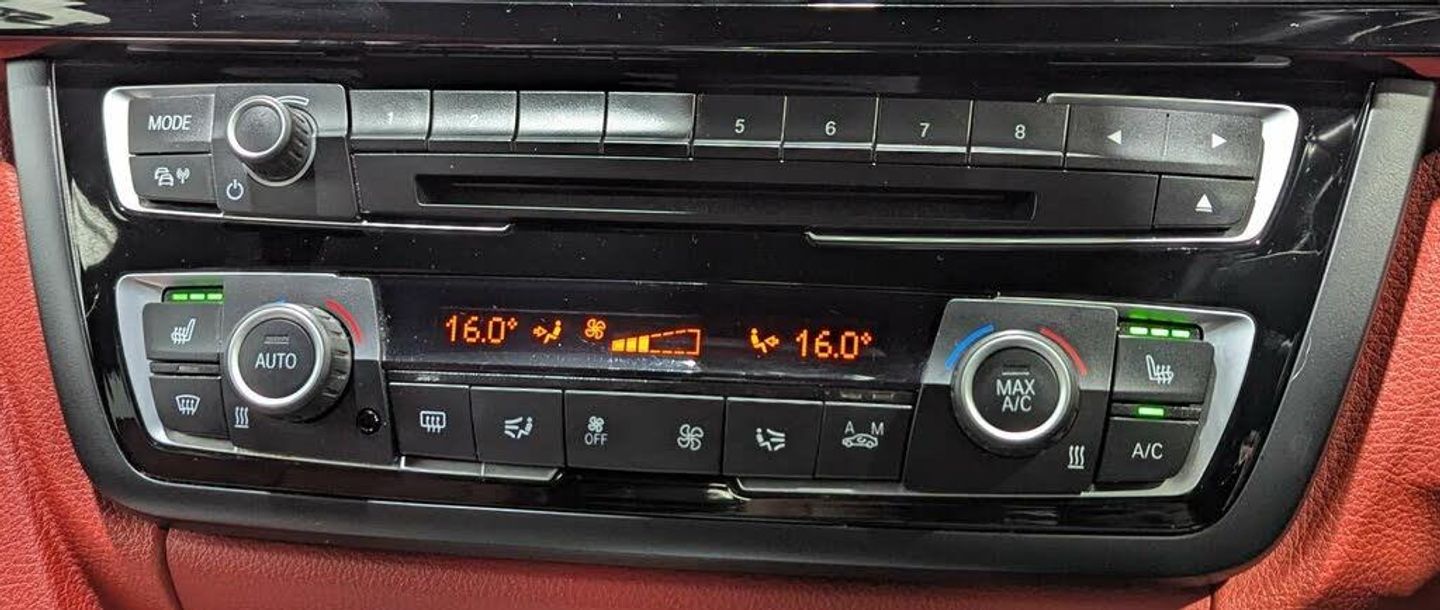 MODE
1 2 5 6 7 8
AUTO
16.0° 16.0°
OFF
A M
MAX
A/C
A/C